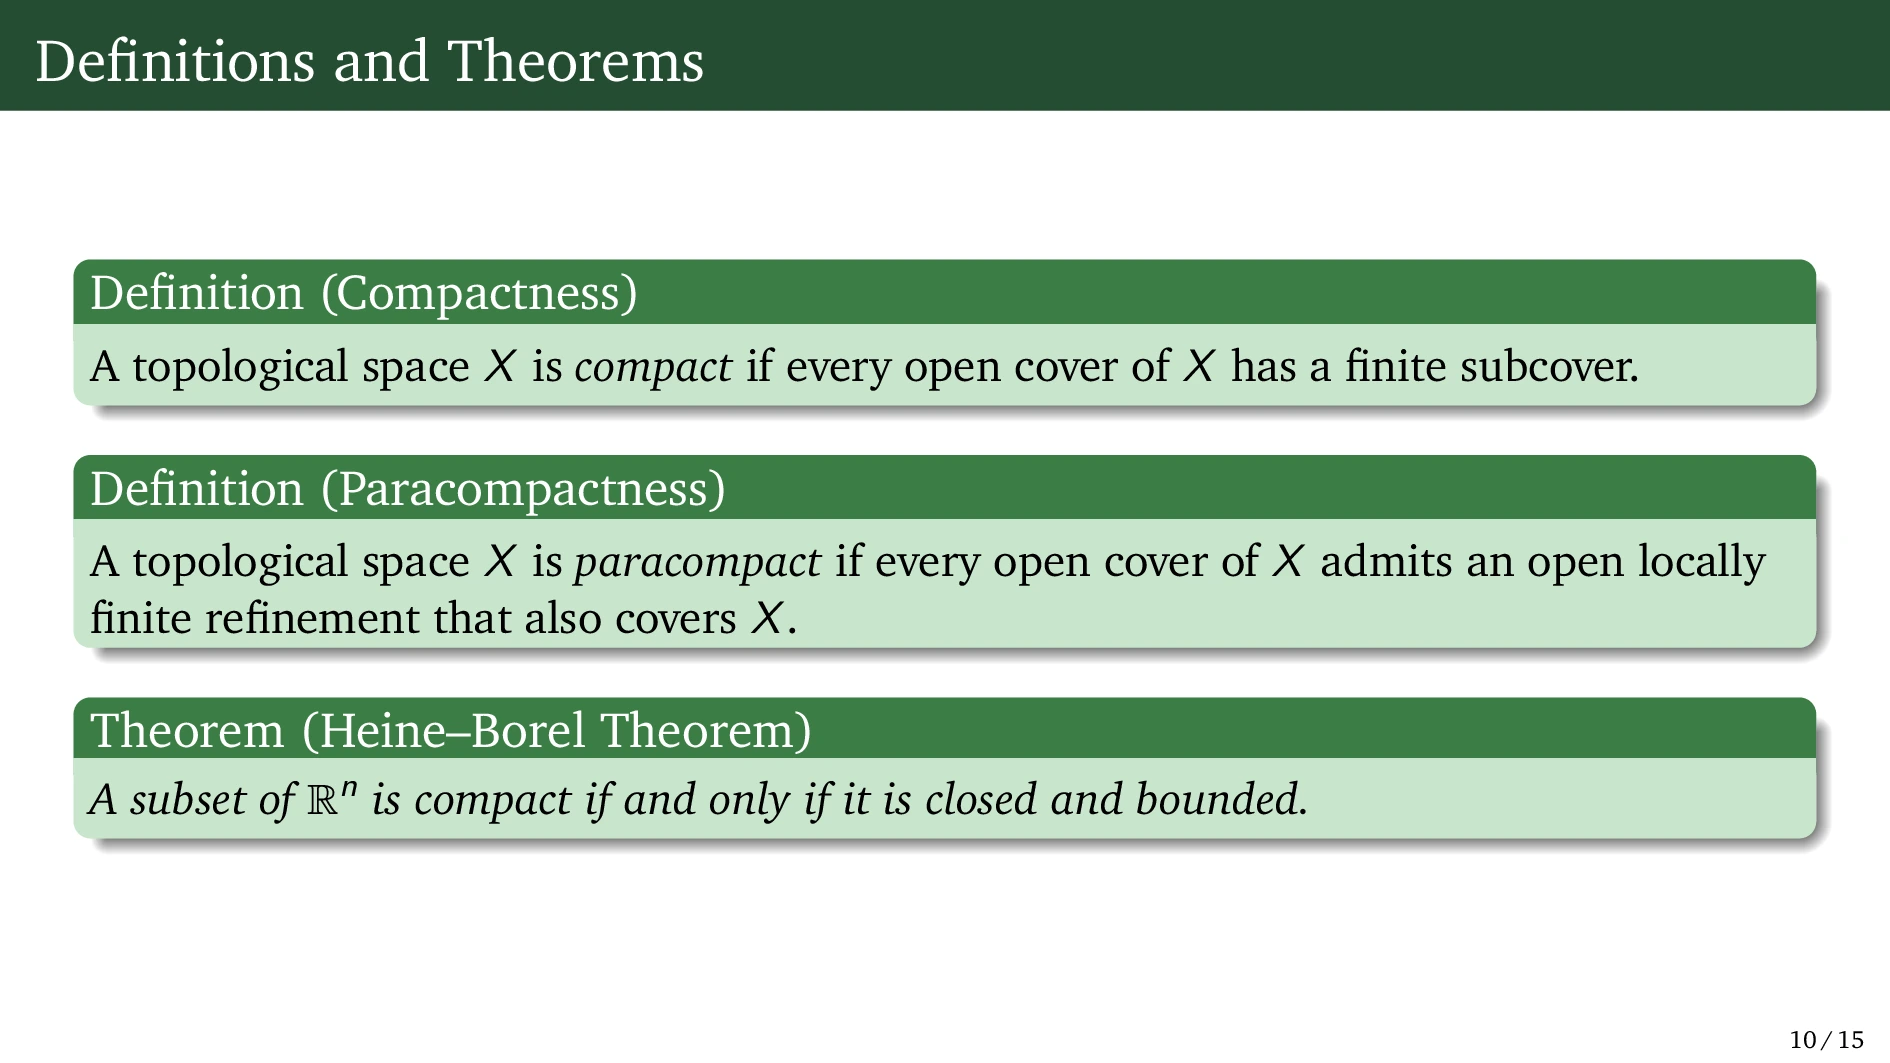 Definitions and Theorems
Definition (Compactness)
A topological space X is compact if every open cover of X has a finite subcover.
Definition (Paracompactness)
A topological space X is paracompact if every open cover of X admits an open locally
finite refinement that also covers X.
Theorem (Heine–Borel Theorem)
A subset of ℝⁿ is compact if and only if it is closed and bounded.
10 / 15